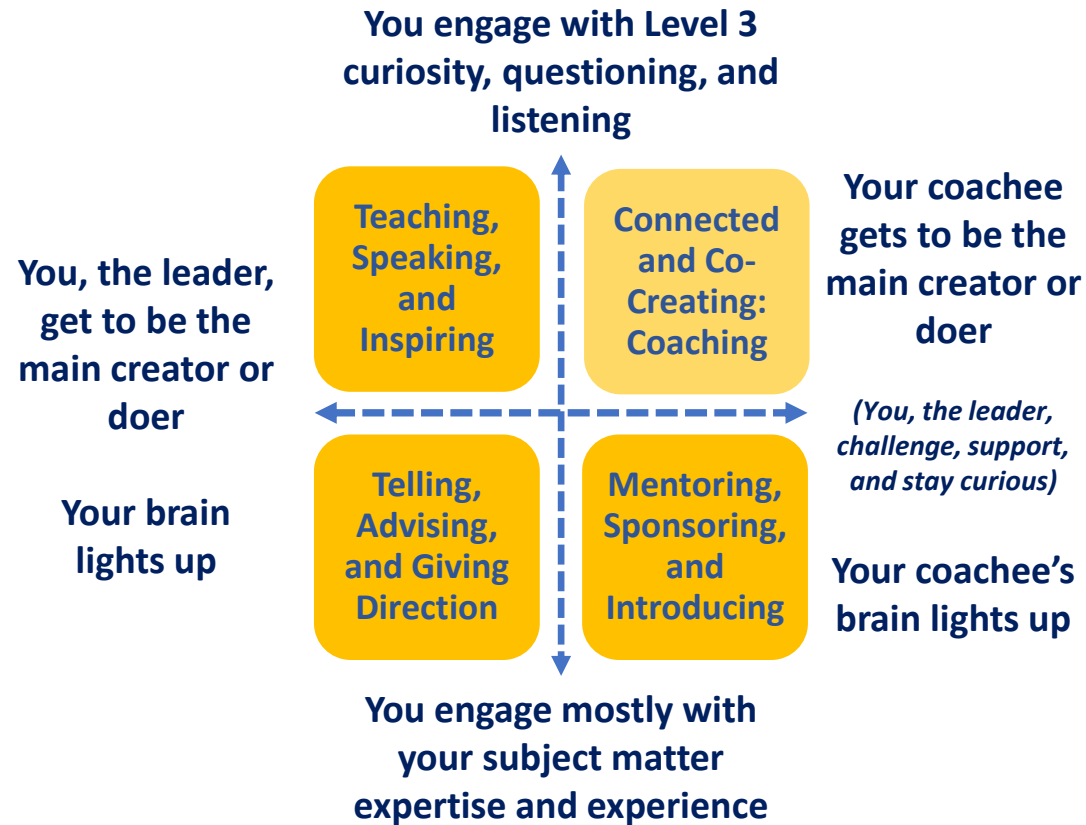 You engage with Level 3
curiosity, questioning, and
listening
You, the leader,
get to be the
main creator or
doer
Your brain
lights up
Teaching,
Speaking,
and
Inspiring
Connected
and Co-
Creating:
Coaching
Telling,
Advising,
and Giving
Direction
Mentoring,
Sponsoring,
and
Introducing
Your coachee
gets to be the
main creator or
doer
(You, the leader,
challenge, support,
and stay curious)
Your coachee’s
brain lights up
You engage mostly with
your subject matter
expertise and experience